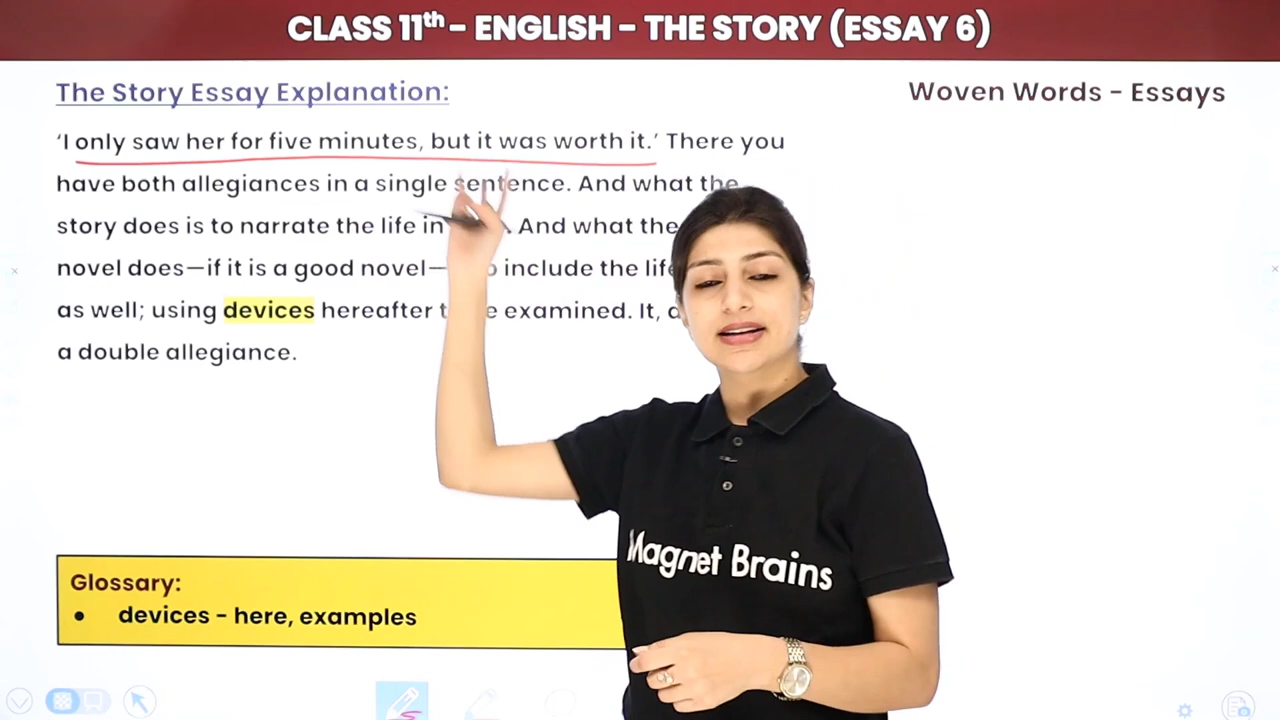 CLASS 11th - ENGLISH - THE STORY (ESSAY 6)
The Story Essay Explanation:
Woven Words - Essays
‘I only saw her for five minutes, but it was worth it.’ There you
have both allegiances in a single sentence. And what the
story does is to narrate the life in And what the
novel does—if it is a good novel— include the life
as well; using devices hereafter examined. It,
a double allegiance.
Glossary:
• devices - here, examples
Magnet Brains